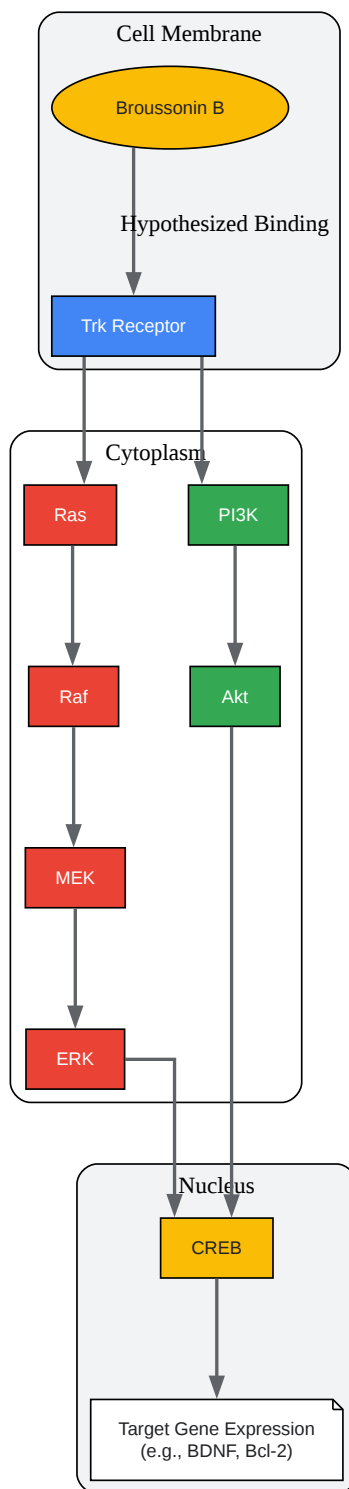 Cell Membrane
Broussonin B
Hypothesized Binding
Trk Receptor
Cytoplasm
Ras
PI3K
Raf
Akt
MEK
ERK
Nucleus
CREB
Target Gene Expression
(e.g., BDNF, Bcl-2)